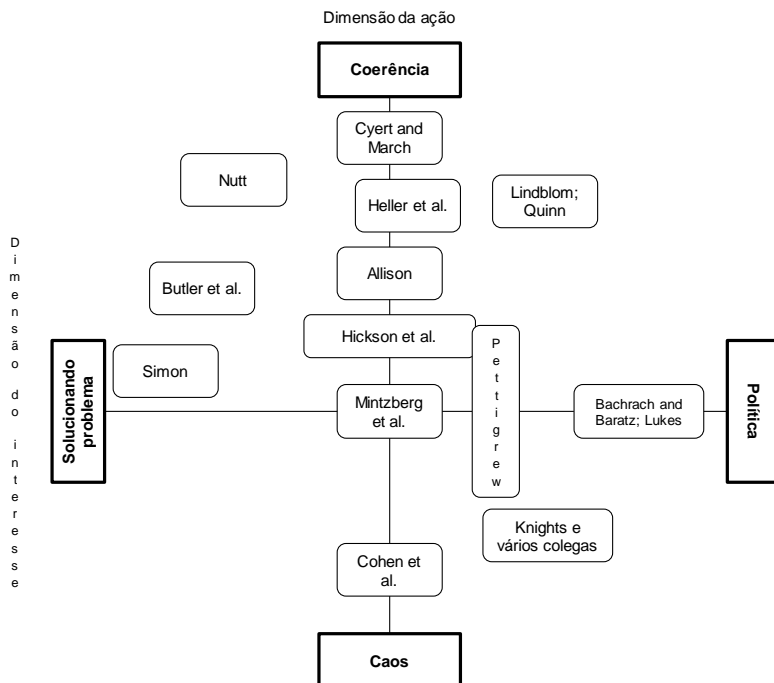 Dimensão da ação
Coerência
Cyert and
March
Nutt
Heller et al.
Lindblom;
Quinn
Butler et al.
Allison
Hickson et al.
Dimensão do interesse
Solucionando
problema
Simon
Mintzberg
et al.
Pettigrew
Bachrach and
Baratz; Lukes
Política
Knights e
vários colegas
Cohen et
al.
Caos